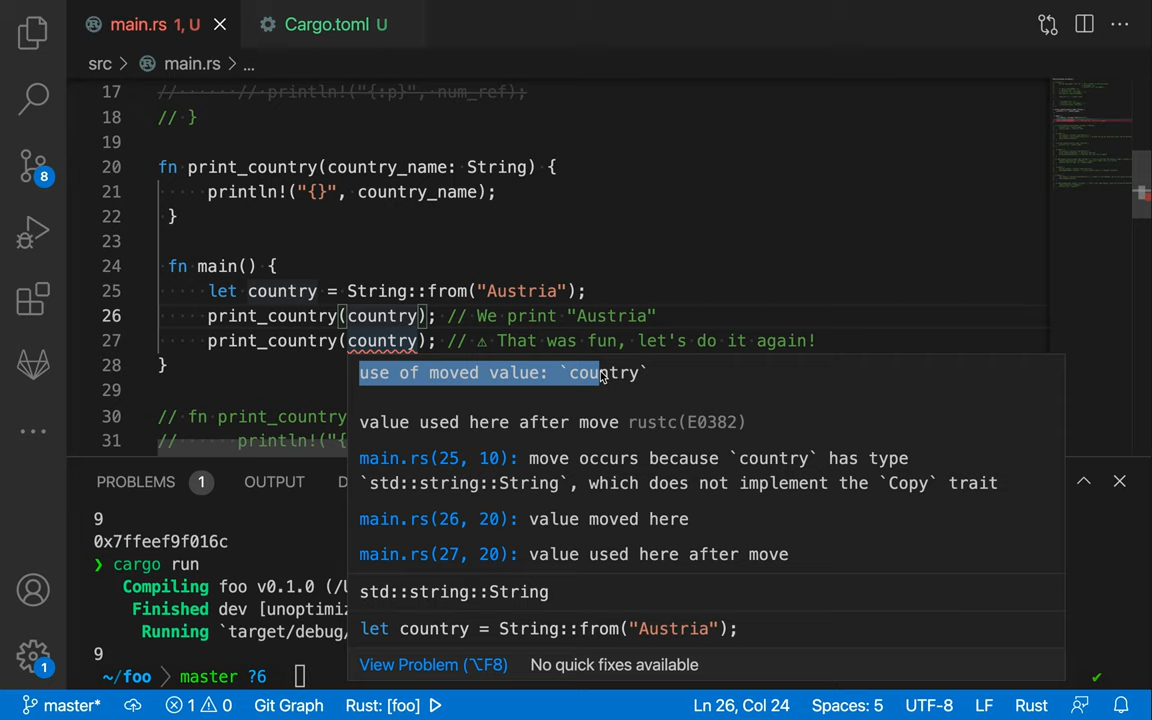 main.rs 1, U
Cargo.toml U
src > main.rs > ...
17 // // println!("{:p}", num_ref);
18 // }
19
20 fn print_country(country_name: String) {
21 println!("{}", country_name);
22 }
23
24 fn main() {
25 let country = String::from("Austria");
26 print_country(country); // We print "Austria"
27 print_country(country); // ⚠ That was fun, let's do it again!
28 }
29
30 // fn print_country
31 // println!("{
use of moved value: `country`
value used here after move rustc(E0382)
main.rs(25, 10): move occurs because `country` has type
`std::string::String`, which does not implement the `Copy` trait
main.rs(26, 20): value moved here
main.rs(27, 20): value used here after move
std::string::String
let country = String::from("Austria");
View Problem (⌥F8) No quick fixes available
8
1
PROBLEMS 1 OUTPUT D
9
0x7ffeef9f016c
❯ cargo run
Compiling foo v0.1.0 (/U
Finished dev [unoptimiz
Running `target/debug/
9
~/foo master ?6
master* 1 0 Git Graph Rust: [foo] Ln 26, Col 24 Spaces: 5 UTF-8 LF Rust